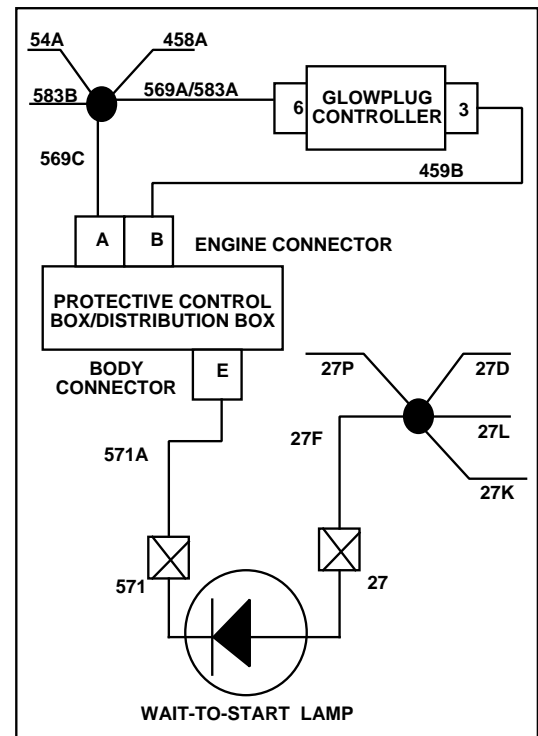 54A
458A
583B
569A/583A
6
GLOWPLUG
CONTROLLER
3
569C
459B
A
B
ENGINE CONNECTOR
PROTECTIVE CONTROL
BOX/DISTRIBUTION BOX
BODY
CONNECTOR
E
27P
27D
571A
27F
27L
27K
571
27
WAIT-TO-START LAMP